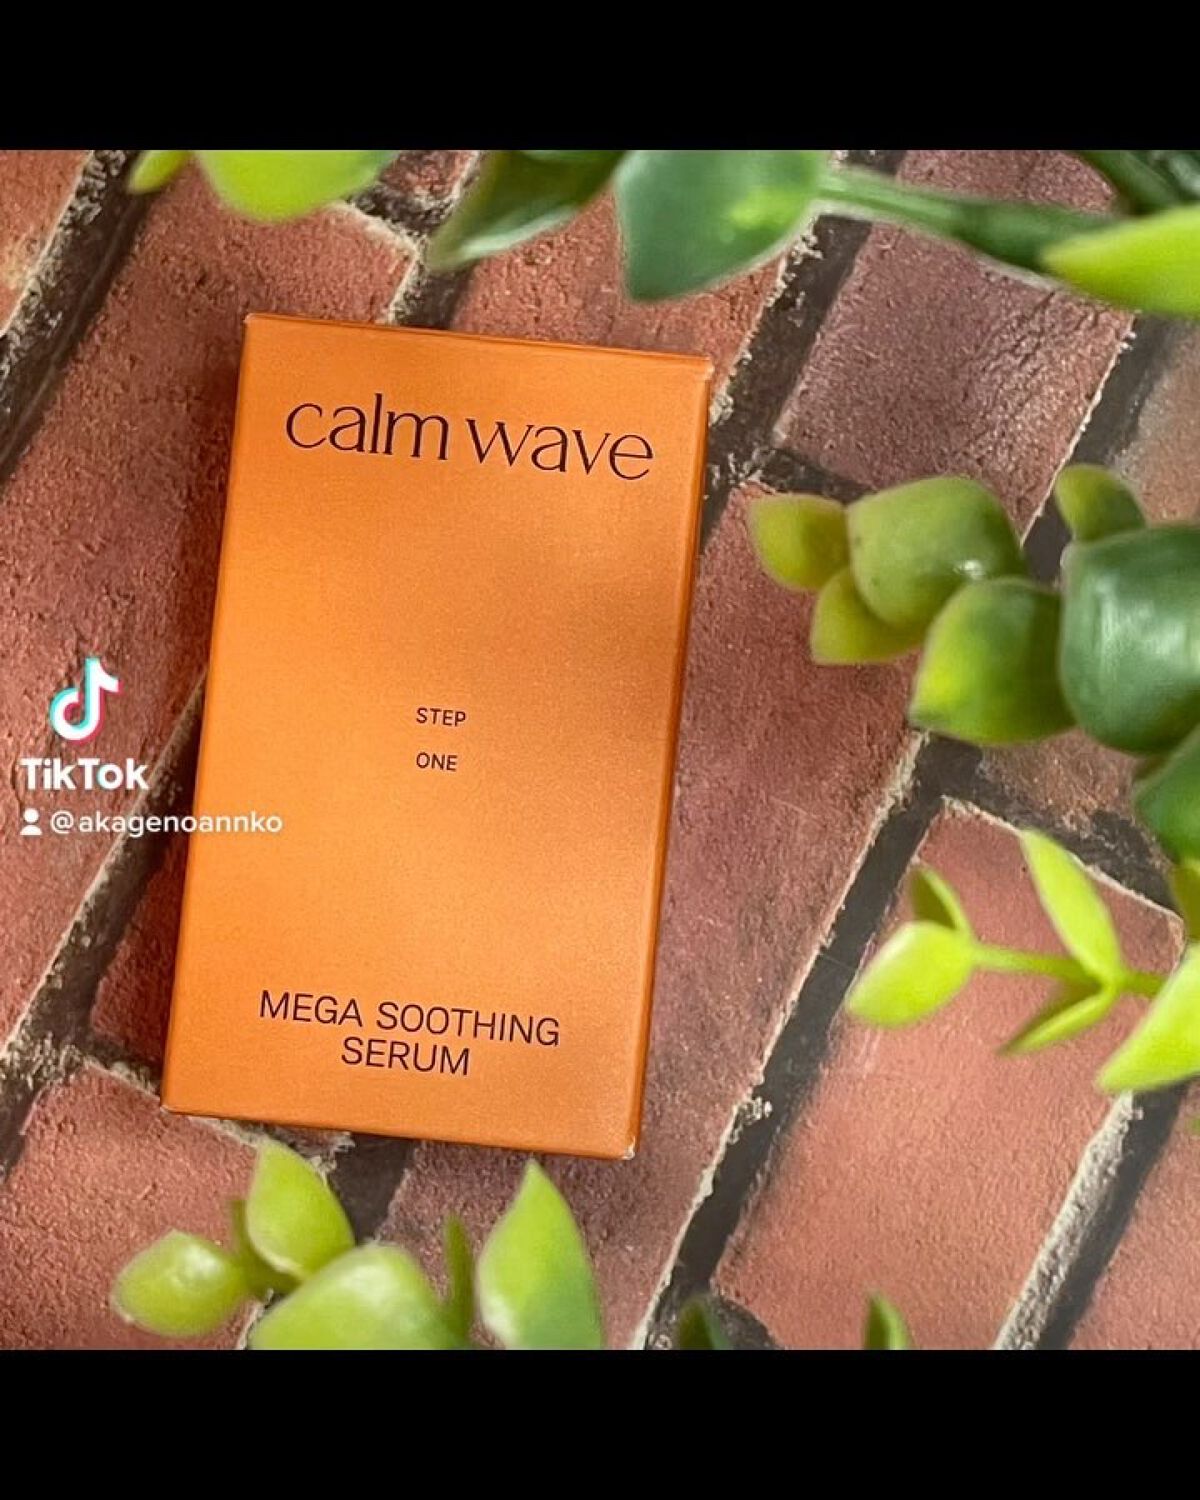 calm wave
STEP
ONE
TikTok
@akagenoannko
MEGA SOOTHING
SERUM